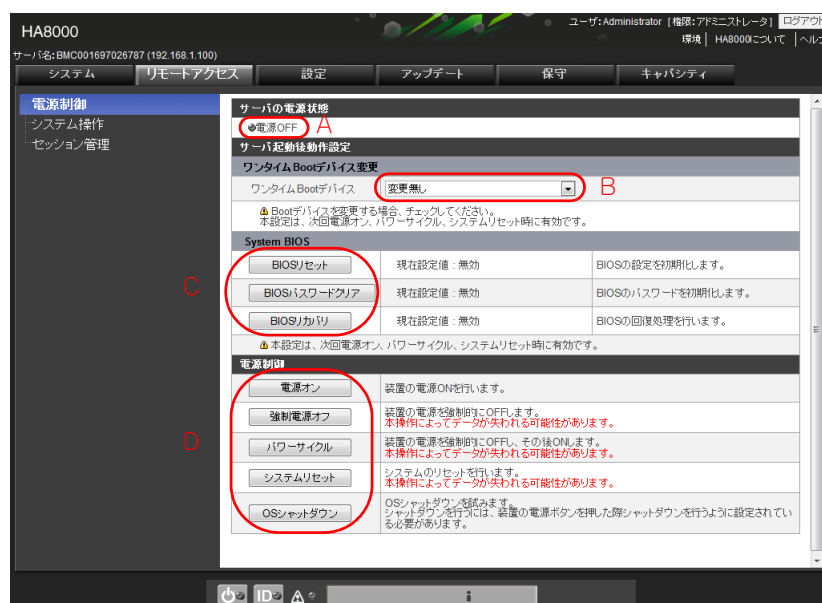 HA8000
ユーザ:Administrator [権限:アドミニストレータ] ログアウト
環境 | HA8000について | ヘル
サーバ名:BMC001697026787 (192.168.1.100)
システム リモートアクセス 設定 アップデート 保守 キャパシティ
電源制御
システム操作
セッション管理
サーバの電源状態
電源OFF A
サーバ起動後動作設定
ワンタイムBootデバイス変更
ワンタイムBootデバイス 変更無し B
Bootデバイスを変更する場合、チェックしてください。
本設定は、次回電源オン、パワーサイクル、システムリセット時に有効です。
System BIOS
BIOSリセット 現在設定値 : 無効 BIOSの設定を初期化します。
C
BIOSパスワードクリア 現在設定値 : 無効 BIOSのパスワードを初期化します。
BIOSリカバリ 現在設定値 : 無効 BIOSの回復処理を行います。
本設定は、次回電源オン、パワーサイクル、システムリセット時に有効です。
電源制御
電源オン 装置の電源ONを行います。
強制電源オフ 装置の電源を強制的にOFFします。
本操作によってデータが失われる可能性があります。
D
パワーサイクル 装置の電源を強制的にOFFし、その後ONします。
本操作によってデータが失われる可能性があります。
システムリセット システムのリセットを行います。
本操作によってデータが失われる可能性があります。
OSシャットダウン OSシャットダウンを試みます。
シャットダウンを行うには、装置の電源ボタンを押した際シャットダウンを行うように設定されてい
る必要があります。
ID